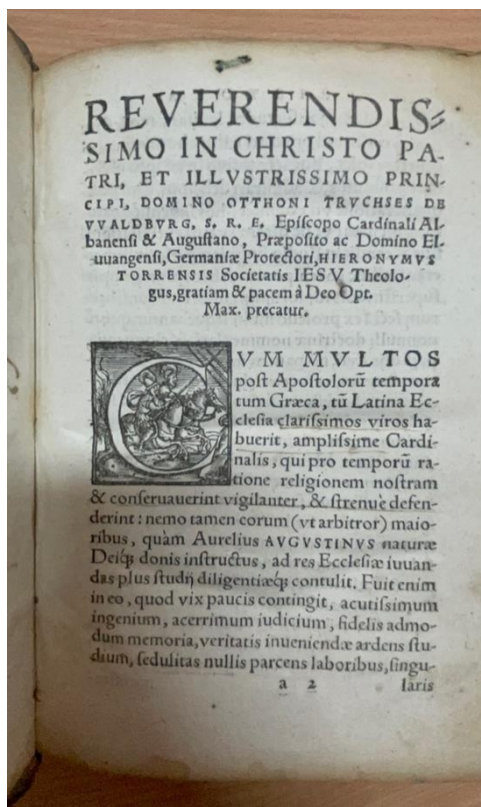 REVERENDIS⸗
SIMO IN CHRISTO PA-
TRI, ET ILLVSTRISSIMO PRIN-
CIPI, DOMINO OTTHONI TRVCHSES DE
VVALDBVRG, S. R. E. Epiſcopo Cardinali Al-
banenſi & Auguſtano, Præpoſito ac Domino El-
uuangenſi, Germaniæ Protectori, HIERONYMVS
TORRENSIS Societatis IESV Theolo-
gus, gratiam & pacem à Deo Opt.
Max. precatur.
CVM MVLTOS
poſt Apoſtolorũ tempora
tum Græca, tũ Latina Ec-
cleſia clariſſimos viros ha-
buerit, ampliſsime Cardi-
nalis, qui pro temporũ ra-
tione religionem noſtram
& conſeruauerint vigilanter, & ſtrenuè defen-
derint: nemo tamen eorum (vt arbitror) maio-
ribus, quàm Aurelius AVGVSTINVS naturæ
Deiq́; donis inſtructus, ad res Eccleſiæ iuuan-
das plus ſtudij diligentiæq́; contulit. Fuit enim
in eo, quod vix paucis contingit, acutiſsimum
ingenium, acerrimum iudicium, fidelis admo-
dum memoria, veritatis inueniendæ ardens ſtu-
dium, ſedulitas nullis parcens laboribus, ſingu-
a 2 laris